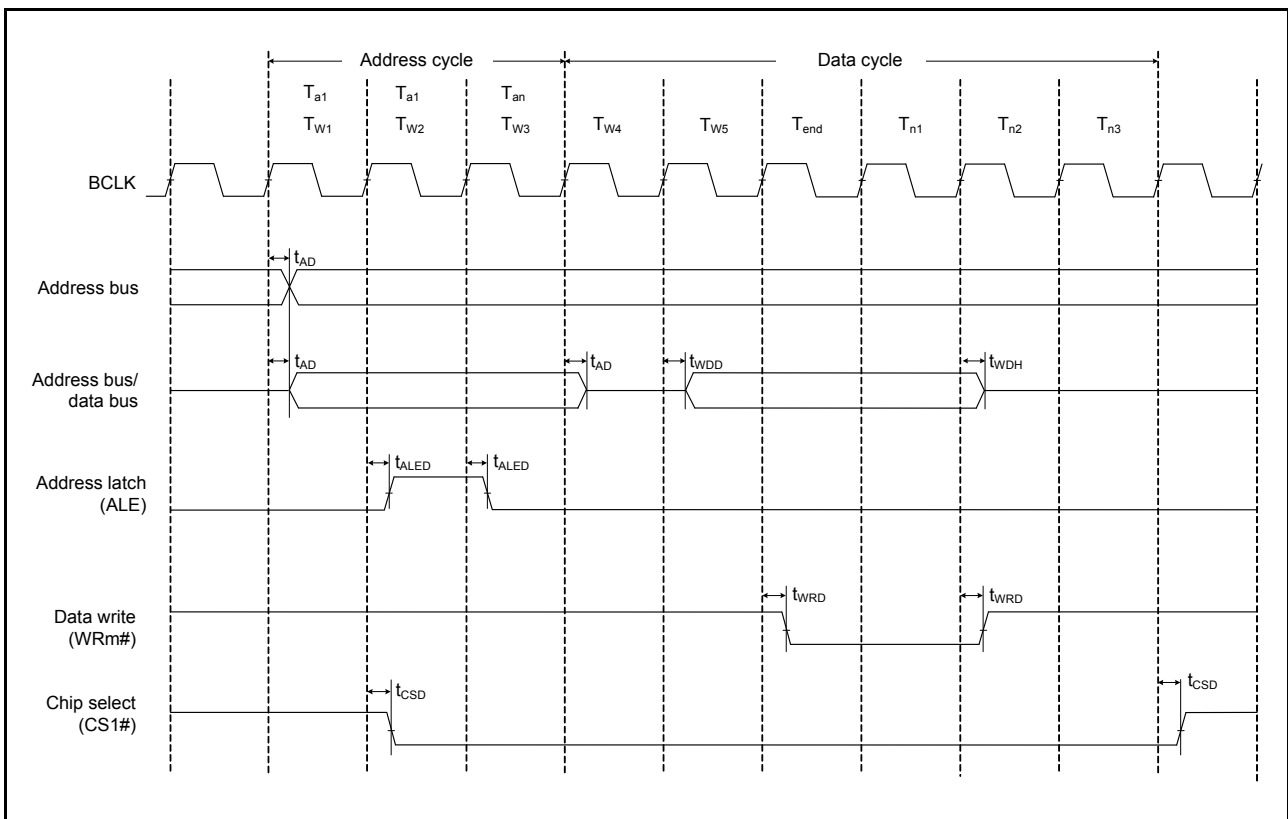 Address cycle Data cycle
Ta1 Ta1 Tan
TW1 TW2 TW3 TW4 TW5 Tend Tn1 Tn2 Tn3
BCLK
tAD
Address bus
tAD tAD tWDD tWDH
Address bus/
data bus
tALED tALED
Address latch
(ALE)
tWRD tWRD
Data write
(WRm#)
tCSD tCSD
Chip select
(CS1#)